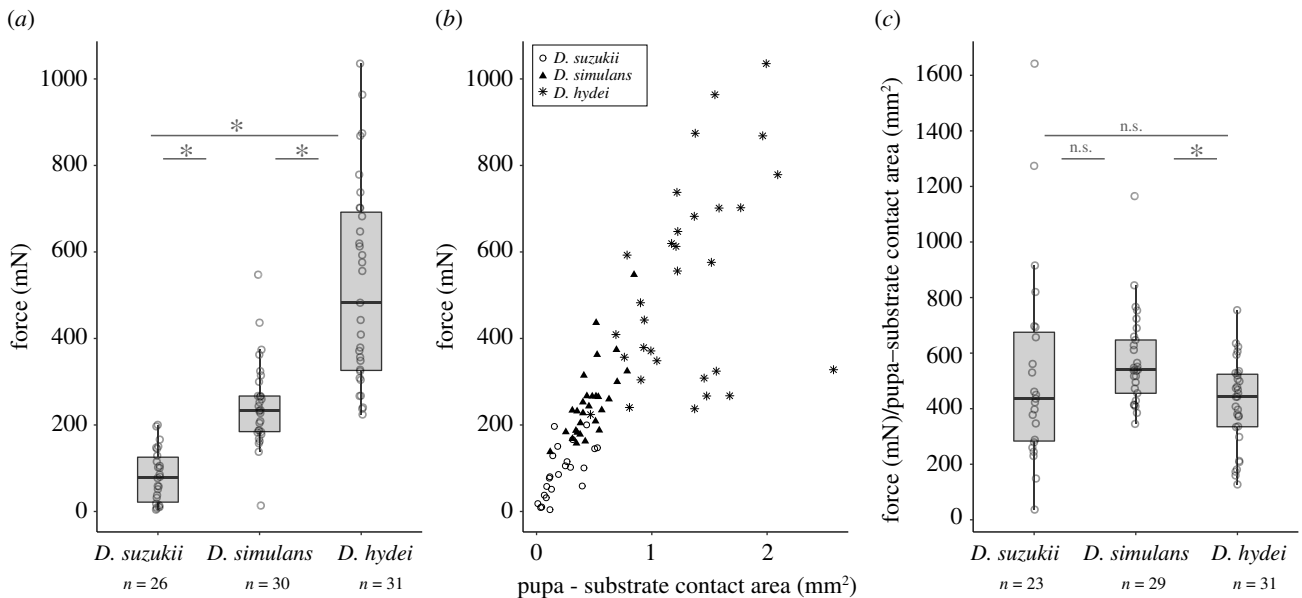 (a)
force (mN)
1000
800
600
400
200
0
*
*
*
D. suzukii D. simulans D. hydei
n = 26 n = 30 n = 31
(b)
force (mN)
1000
800
600
400
200
0
D. suzukii
D. simulans
D. hydei
0 1 2
pupa - substrate contact area (mm²)
(c)
force (mN)/pupa–substrate contact area (mm²)
1600
1400
1200
1000
800
600
400
200
0
n.s.
n.s.
*
D. suzukii D. simulans D. hydei
n = 23 n = 29 n = 31